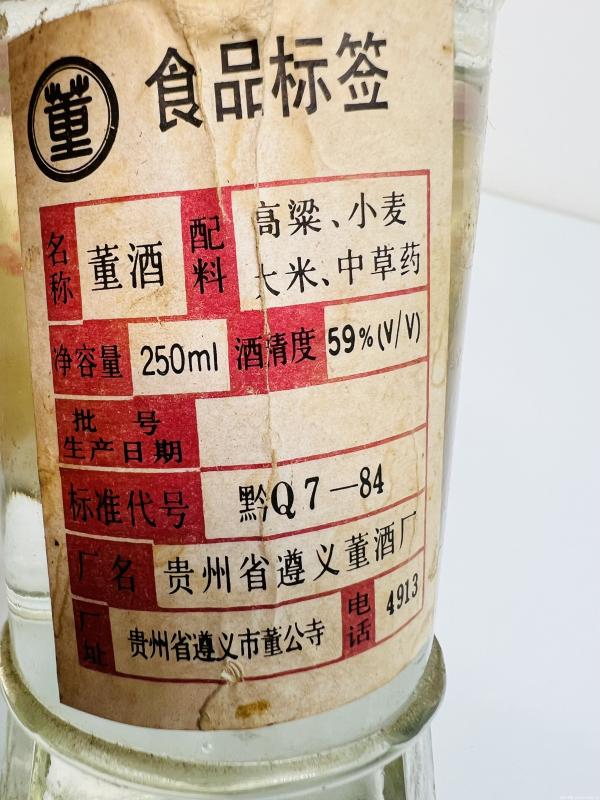 董
食品标签
名称 董酒 配料 高粱、小麦
大米、中草药
净容量 250ml 酒精度 59%(V/V)
批号
生产日期
标准代号 黔Q7—84
厂名 贵州省遵义董酒厂
厂址 贵州省遵义市董公寺 电话 4913